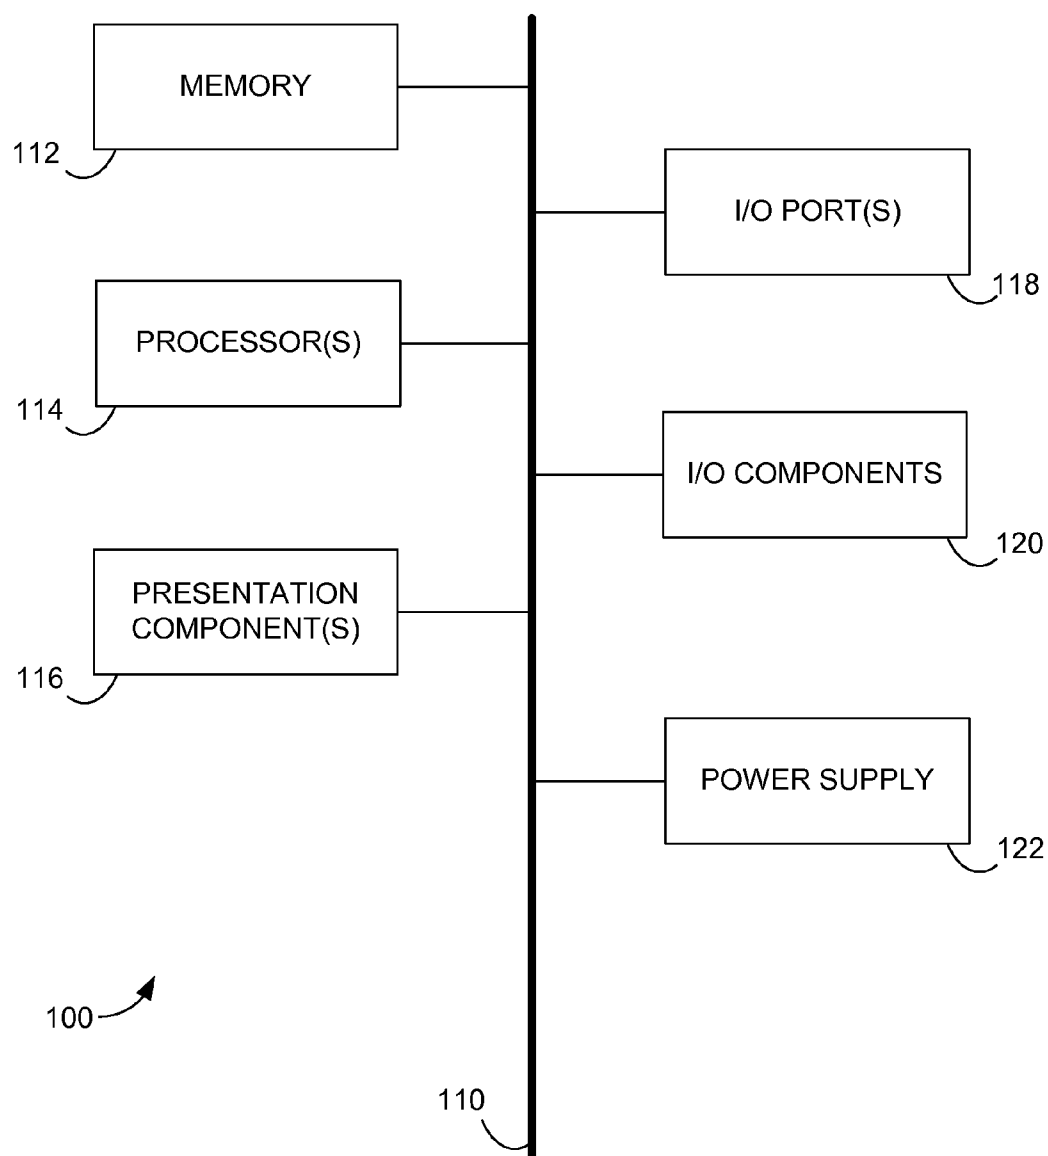 MEMORY
112
I/O PORT(S)
118
PROCESSOR(S)
114
I/O COMPONENTS
120
PRESENTATION
COMPONENT(S)
116
POWER SUPPLY
122
100
110